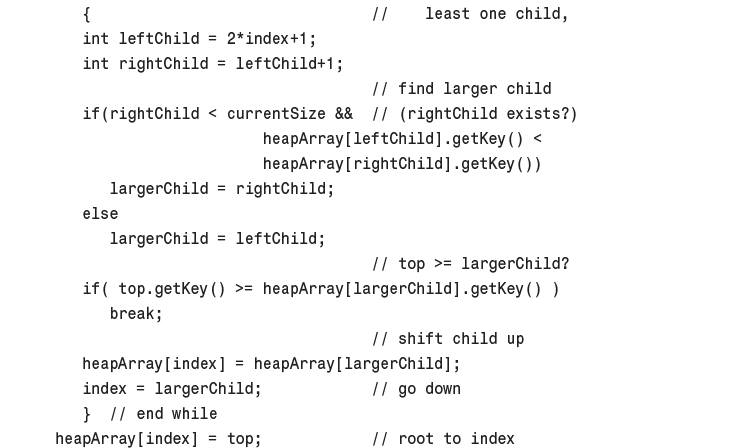 {                               //    least one child,
int leftChild = 2*index+1;
int rightChild = leftChild+1;
                                // find larger child
if(rightChild < currentSize &&  // (rightChild exists?)
                    heapArray[leftChild].getKey() <
                    heapArray[rightChild].getKey())
   largerChild = rightChild;
else
   largerChild = leftChild;
                                // top >= largerChild?
if( top.getKey() >= heapArray[largerChild].getKey() )
   break;
                                // shift child up
heapArray[index] = heapArray[largerChild];
index = largerChild;            // go down
}  // end while
heapArray[index] = top;            // root to index